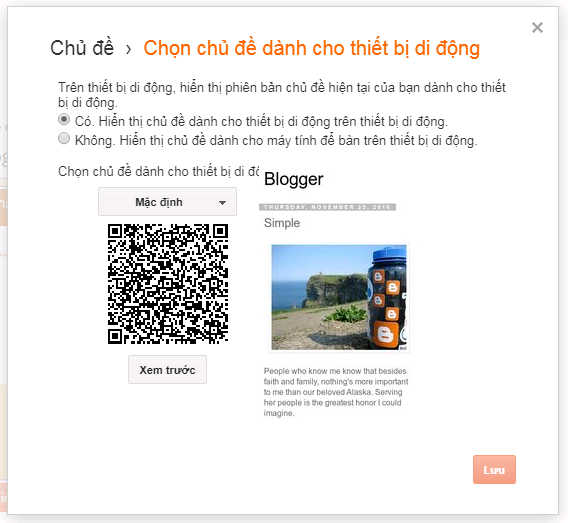 Chủ đề › Chọn chủ đề dành cho thiết bị di động
Trên thiết bị di động, hiển thị phiên bản chủ đề hiện tại của bạn dành cho thiết
bị di động.
Có. Hiển thị chủ đề dành cho thiết bị di động trên thiết bị di động.
Không. Hiển thị chủ đề dành cho máy tính để bàn trên thiết bị di động.
Chọn chủ đề dành cho thiết bị di
Mặc định
Xem trước
Blogger
THURSDAY, NOVEMBER 25, 2010
Simple
People who know me know that besides
faith and family, nothing's more important
to me than our beloved Alaska. Serving
her people is the greatest honor I could
imagine.
Lưu